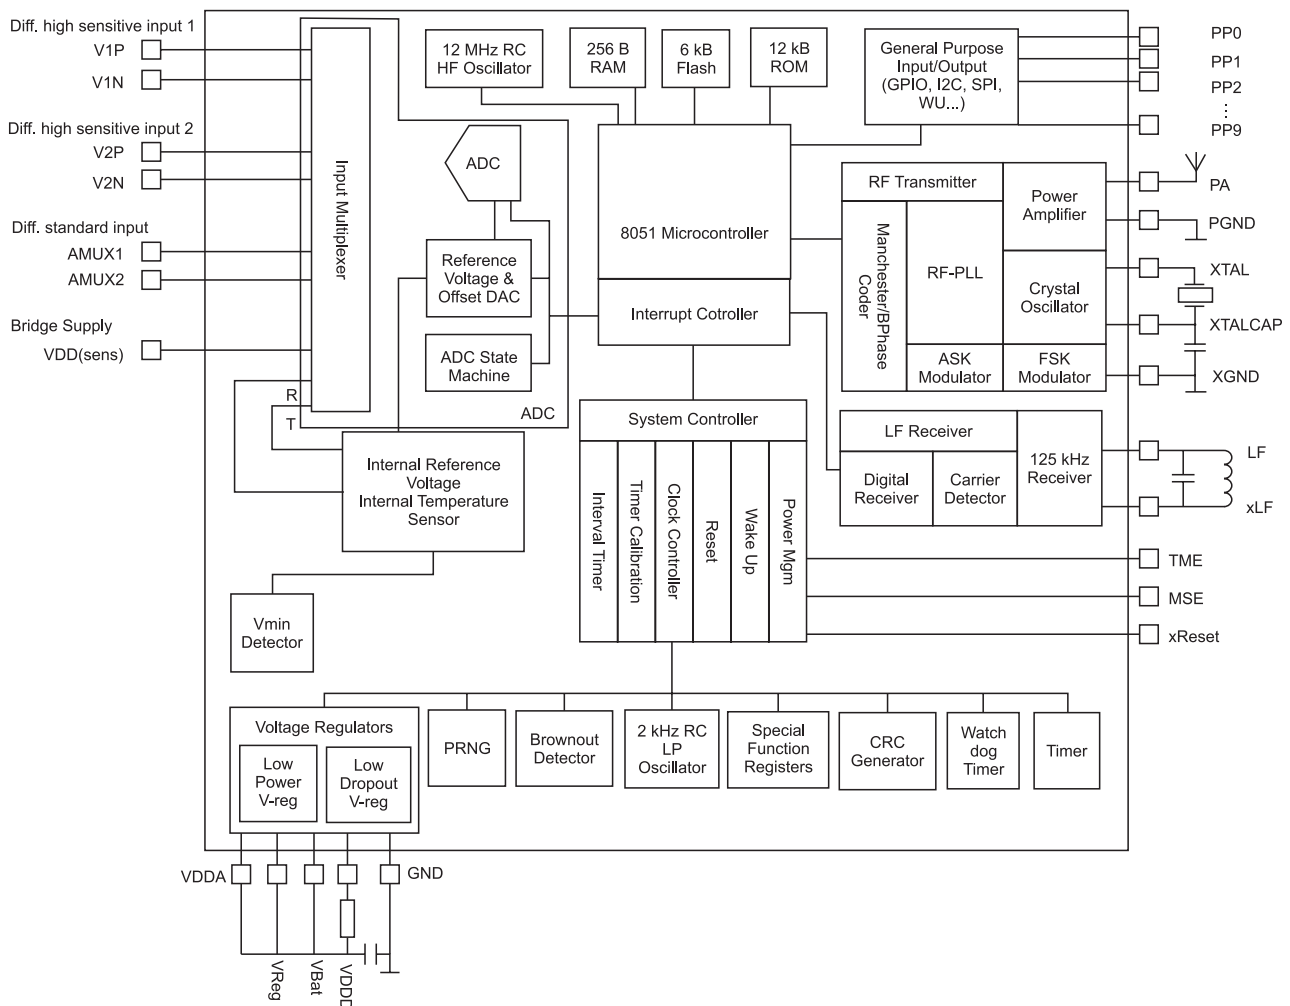 Diff. high sensitive input 1
V1P
V1N
Diff. high sensitive input 2
V2P
V2N
Diff. standard input
AMUX1
AMUX2
Bridge Supply
VDD(sens)
Input Multiplexer
R
T
ADC
12 MHz RC
HF Oscillator
256 B
RAM
6 kB
Flash
12 kB
ROM
General Purpose
Input/Output
(GPIO, I2C, SPI,
WU...)
PP0
PP1
PP2
⋮
PP9
ADC
Reference
Voltage &
Offset DAC
ADC State
Machine
8051 Microcontroller
Interrupt Cotroller
RF Transmitter
Manchester/BPhase
Coder
RF-PLL
ASK
Modulator
Power
Amplifier
Crystal
Oscillator
FSK
Modulator
PA
PGND
XTAL
XTALCAP
XGND
Internal Reference
Voltage
Internal Temperature
Sensor
System Controller
Interval Timer
Timer Calibration
Clock Controller
Reset
Wake Up
Power Mgm
LF Receiver
Digital
Receiver
Carrier
Detector
125 kHz
Receiver
LF
xLF
TME
MSE
xReset
Vmin
Detector
Voltage Regulators
Low
Power
V-reg
Low
Dropout
V-reg
PRNG
Brownout
Detector
2 kHz RC
LP
Oscillator
Special
Function
Registers
CRC
Generator
Watch
dog
Timer
Timer
VDDA
GND
VReg
VBat
VDDD